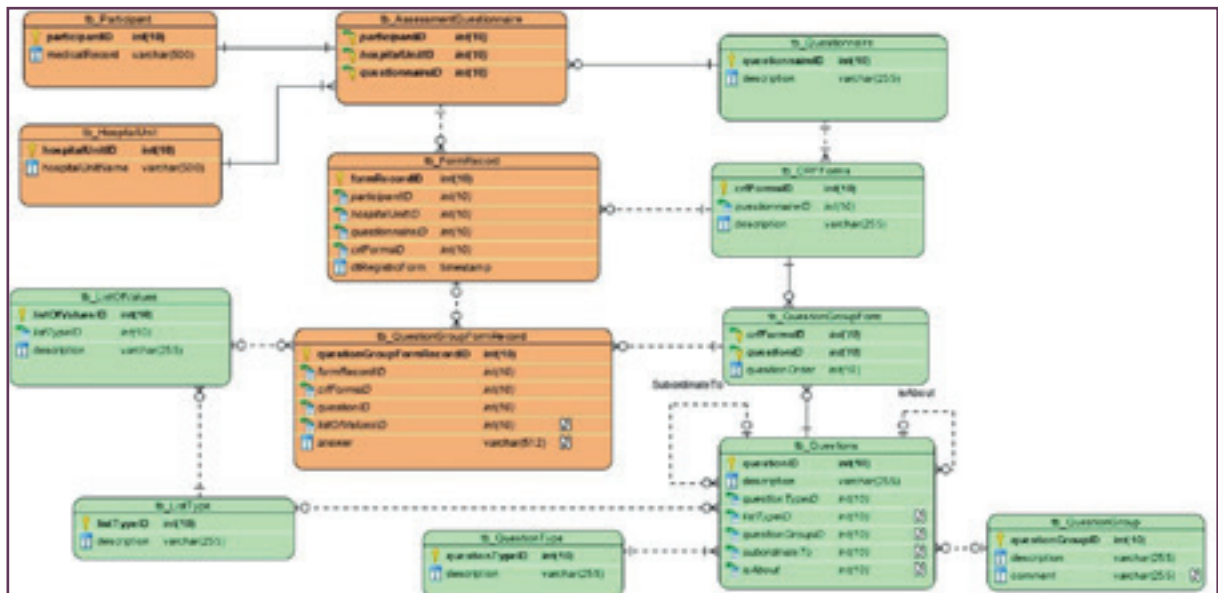 tb_Participant
participantID int(10)
medicalRecord varchar(500)
tb_AssessmentQuestionnaire
participantID int(10)
hospitalUnitID int(10)
questionnaireID int(10)
tb_Questionnaire
questionnaireID int(10)
description varchar(255)
tb_HospitalUnit
hospitalUnitID int(10)
hospitalUnitName varchar(500)
tb_FormRecord
formRecordID int(10)
participantID int(10)
hospitalUnitID int(10)
questionnaireID int(10)
crfFormsID int(10)
dtRegistroForm timestamp
tb_CRFForms
crfFormsID int(10)
questionnaireID int(10)
description varchar(255)
tb_ListOfValues
listOfValuesID int(10)
listTypeID int(10)
description varchar(255)
tb_QuestionGroupFormRecord
questionGroupFormRecordID int(10)
formRecordID int(10)
crfFormsID int(10)
questionID int(10)
listOfValuesID int(10)
answer varchar(512)
tb_QuestionGroupForm
crfFormsID int(10)
questionID int(10)
questionOrder int(10)
SubordinateTo
isAbout
tb_Questions
questionID int(10)
description varchar(255)
questionTypeID int(10)
listTypeID int(10)
questionGroupID int(10)
subordinateTo int(10)
isAbout int(10)
tb_ListType
listTypeID int(10)
description varchar(255)
tb_QuestionType
questionTypeID int(10)
description varchar(255)
tb_QuestionGroup
questionGroupID int(10)
description varchar(255)
comment varchar(255)